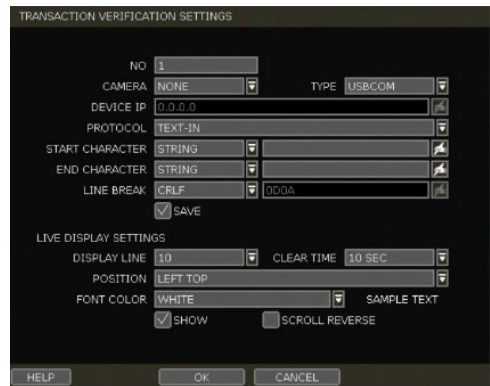 TRANSACTION VERIFICATION SETTINGS
NO 1
CAMERA NONE TYPE USBCOM
DEVICE IP 0.0.0.0
PROTOCOL TEXT-IN
START CHARACTER STRING
END CHARACTER STRING
LINE BREAK CRLF 0D0A
SAVE
LIVE DISPLAY SETTINGS
DISPLAY LINE 10 CLEAR TIME 10 SEC
POSITION LEFT TOP
FONT COLOR WHITE SAMPLE TEXT
SHOW SCROLL REVERSE
HELP OK CANCEL